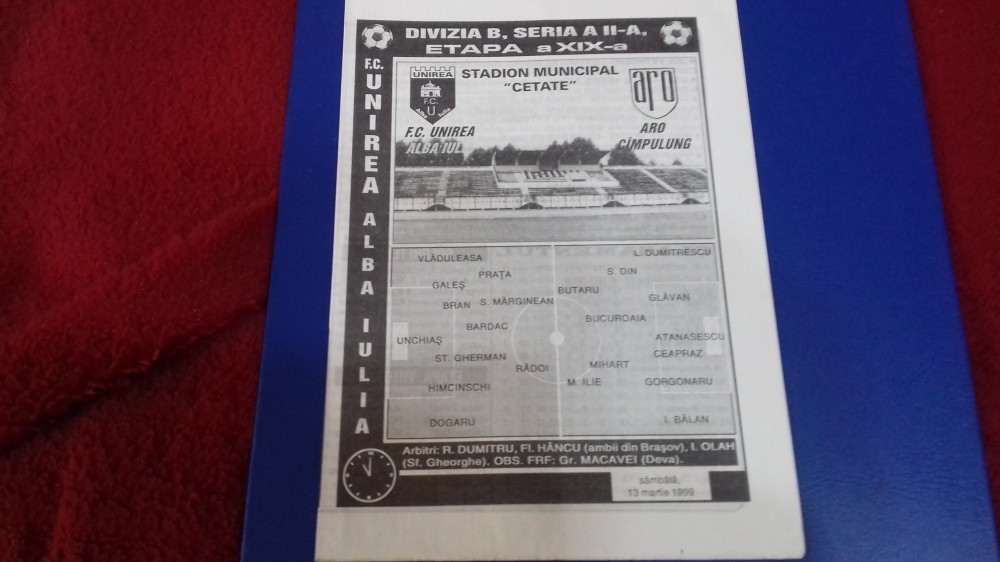 DIVIZIA B, SERIA A II-A,
ETAPA a XIX-a
F.C. UNIREA ALBA IULIA
STADION MUNICIPAL
"CETATE"
UNIREA
F.C.
U
Alba Iulia
aro
F.C. UNIREA
ALBA IUL
ARO
CÎMPULUNG
VLĂDULEASA
L. DUMITRESCU
PRAȚA
S. DIN
GALEȘ
BUTARU
BRAN
S. MĂRGINEAN
GLĂVAN
BARDAC
BUCUROAIA
UNCHIAȘ
ATANASESCU
ST. GHERMAN
CEAPRAZ
RĂDOI
MIHART
HIMCINSCHI
M. ILIE
GORGONARU
DOGARU
I. BĂLAN
Arbitri: R. DUMITRU, Fl. HÂNCU (ambii din Brașov), I. OLAH
(Sf. Gheorghe), OBS. FRF: Gr. MACAVEI (Deva).
sâmbătă,
13 martie 1999